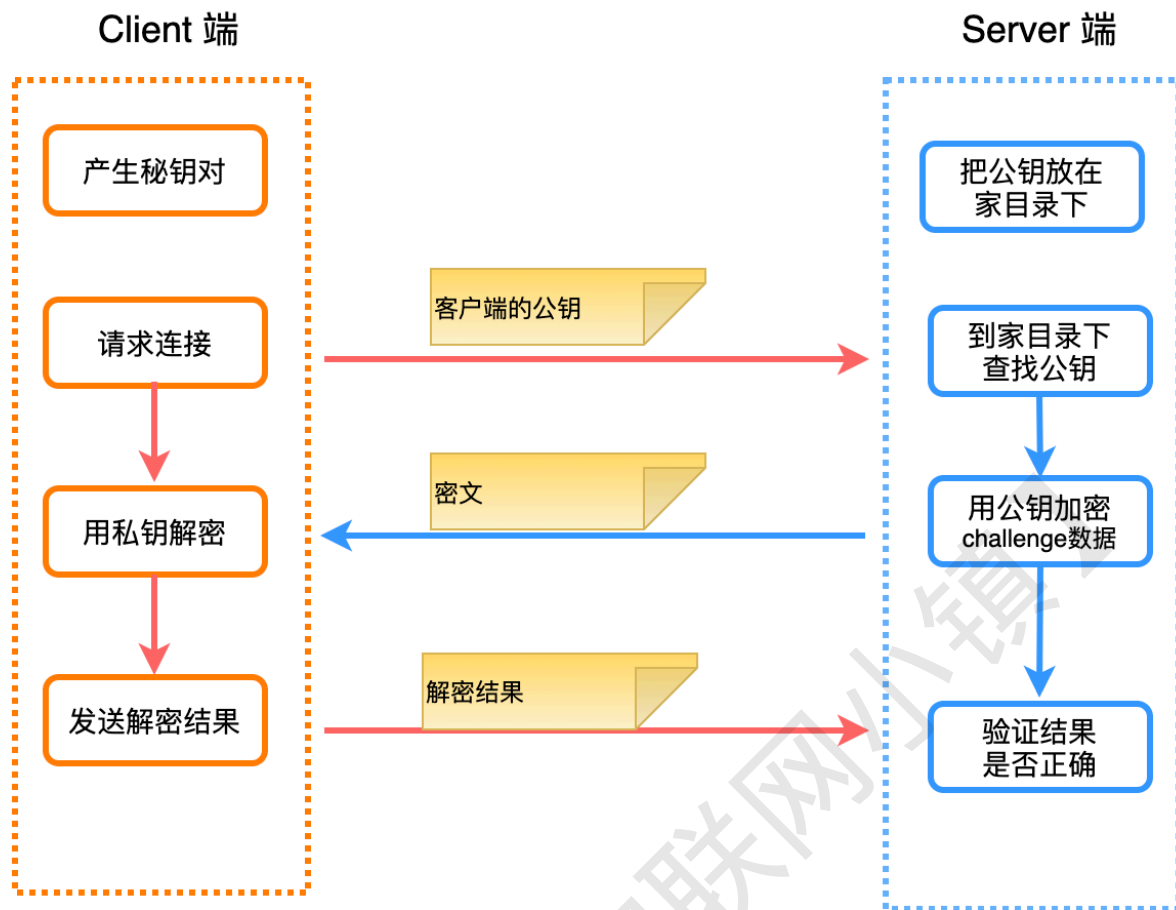 Client 端
Server 端
产生秘钥对
把公钥放在
家目录下
客户端的公钥
请求连接
到家目录下
查找公钥
密文
用私钥解密
用公钥加密
challenge数据
解密结果
发送解密结果
验证结果
是否正确
联网小镇】